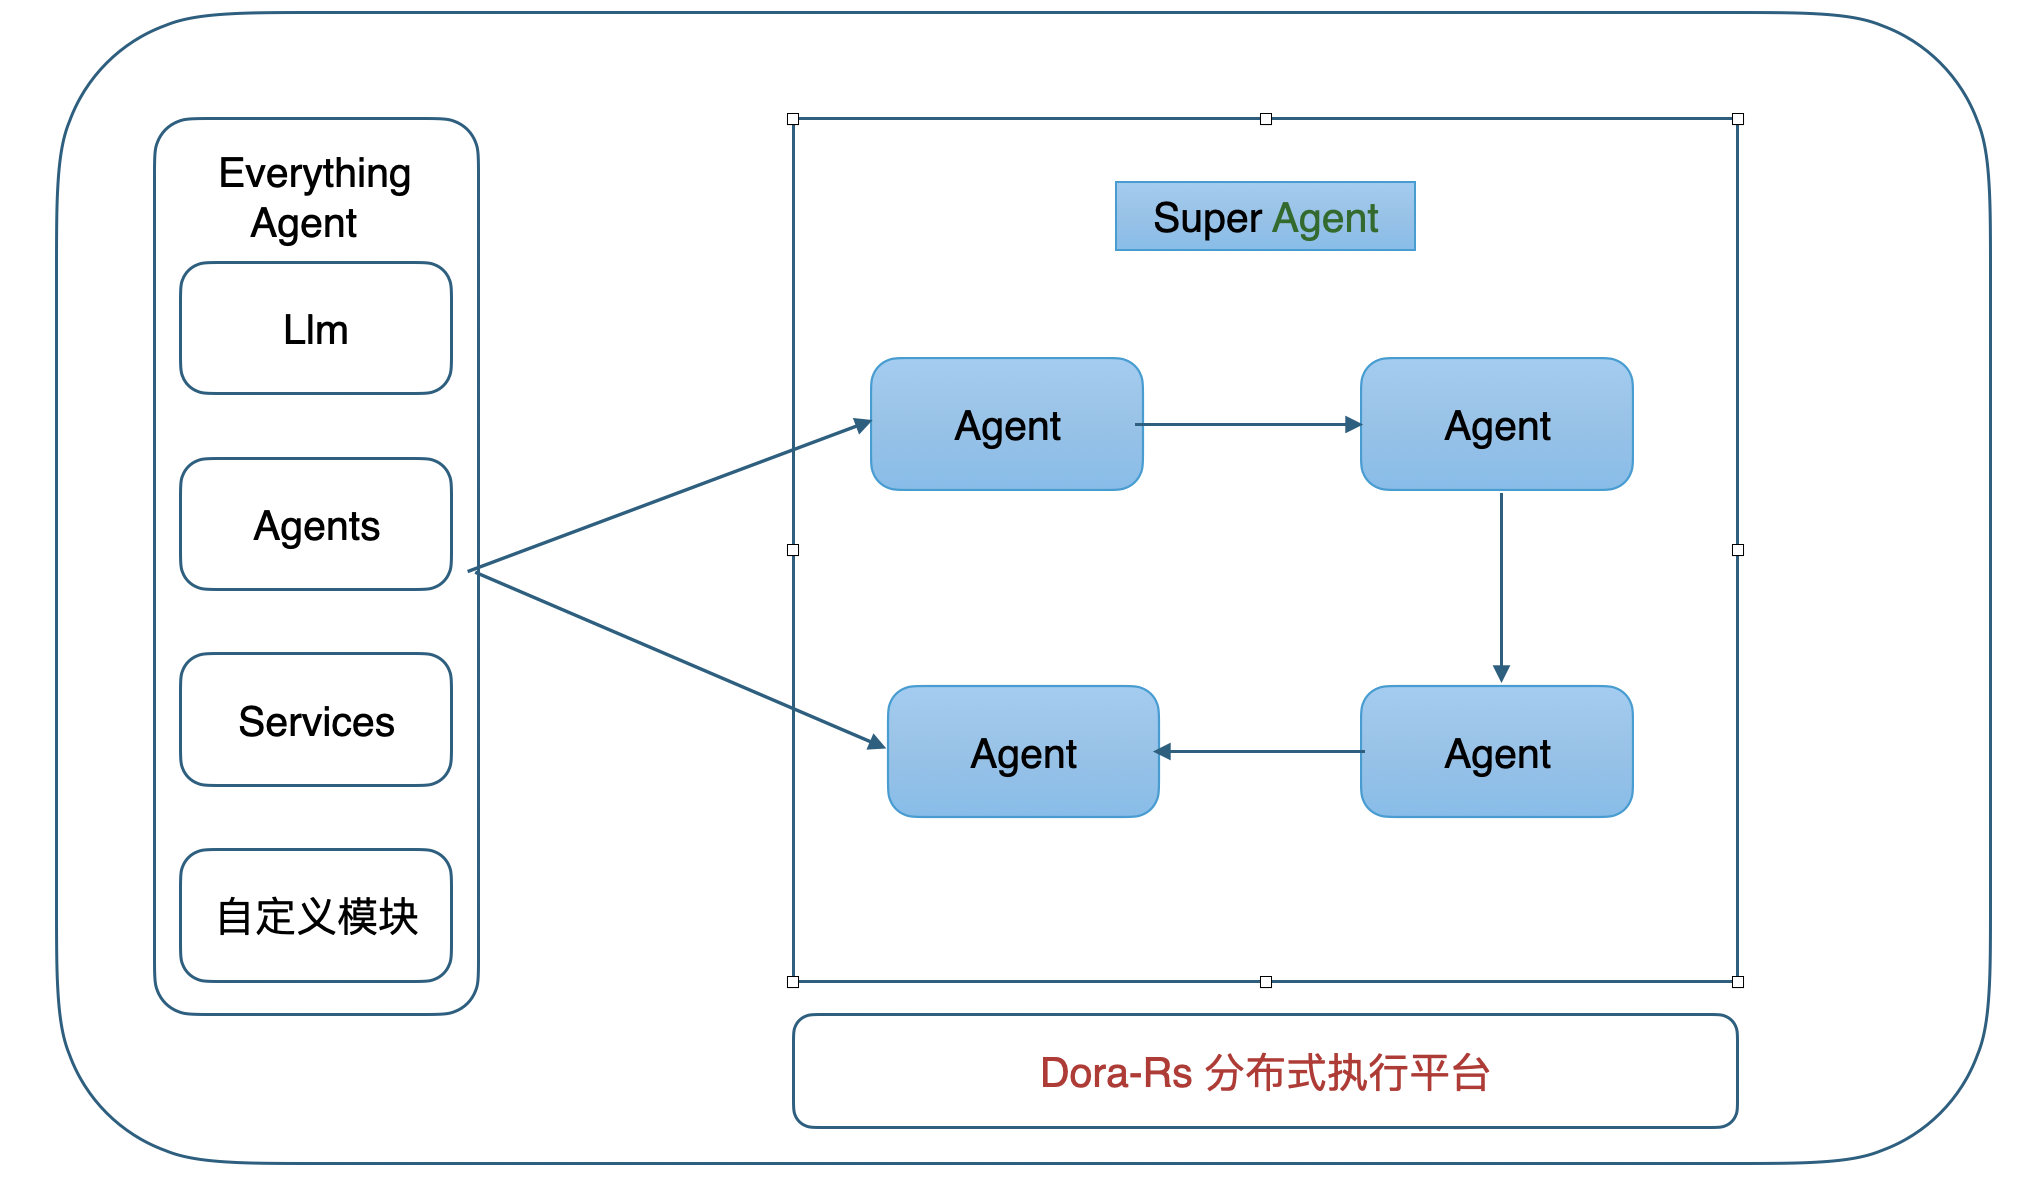 Everything
Agent
Llm
Agents
Services
自定义模块
Super Agent
Agent
Agent
Agent
Agent
Dora-Rs 分布式执行平台